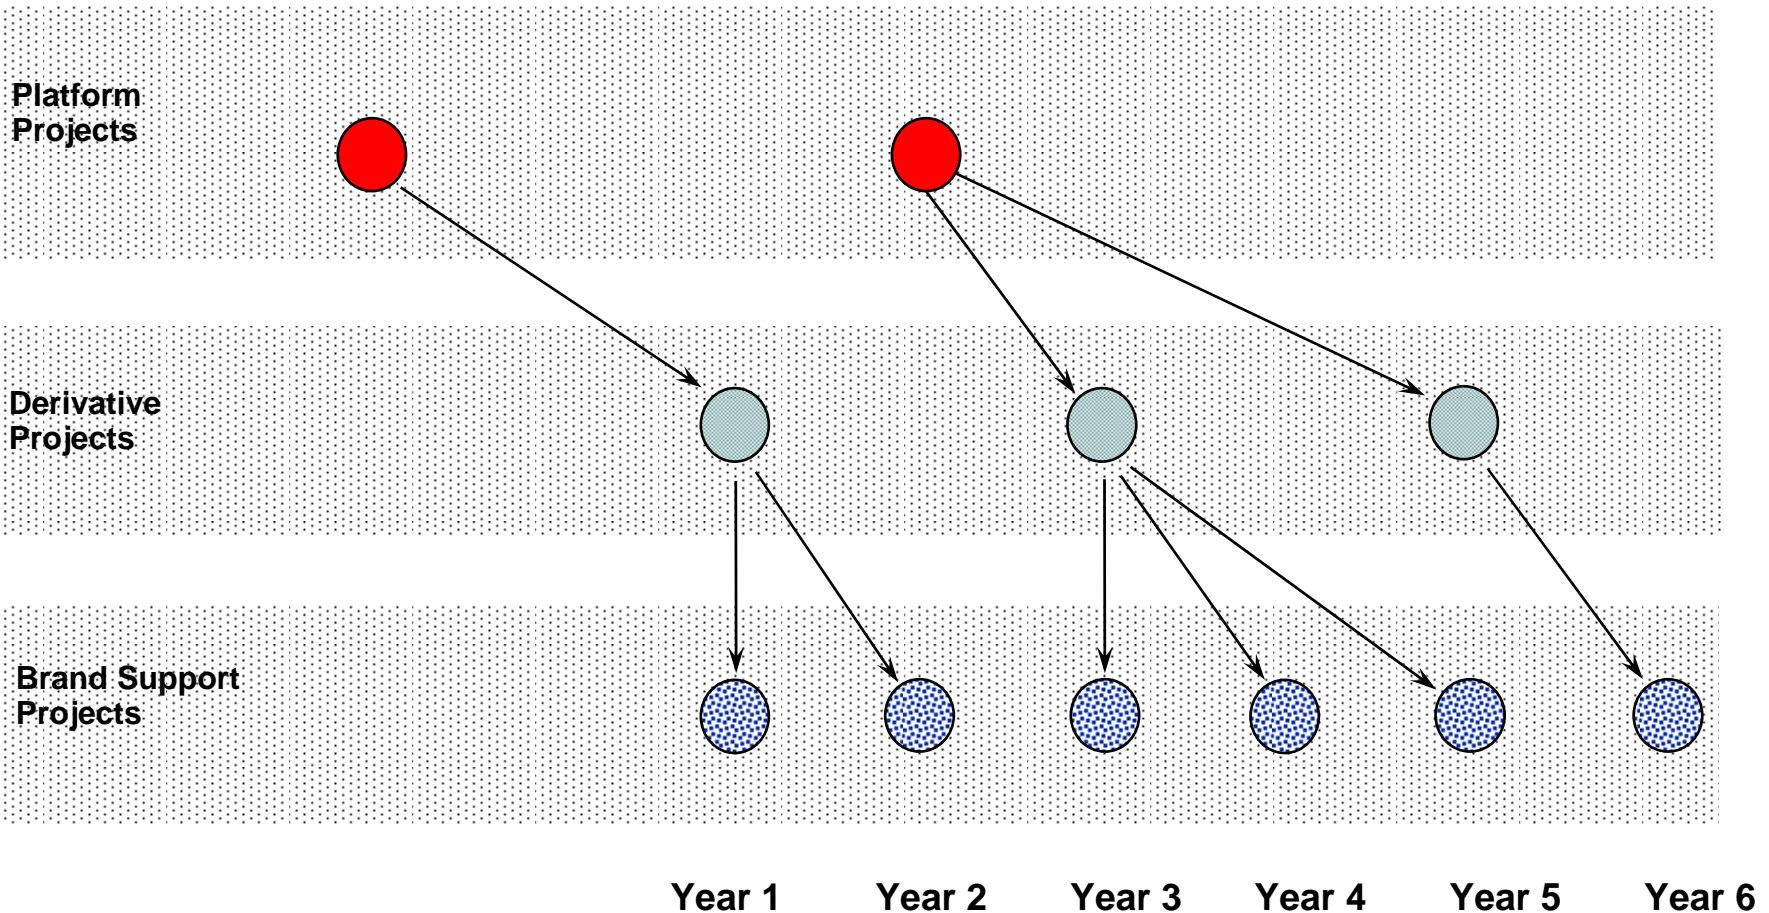 Platform
Projects
Derivative
Projects
Brand Support
Projects
Year 1 Year 2 Year 3 Year 4 Year 5 Year 6